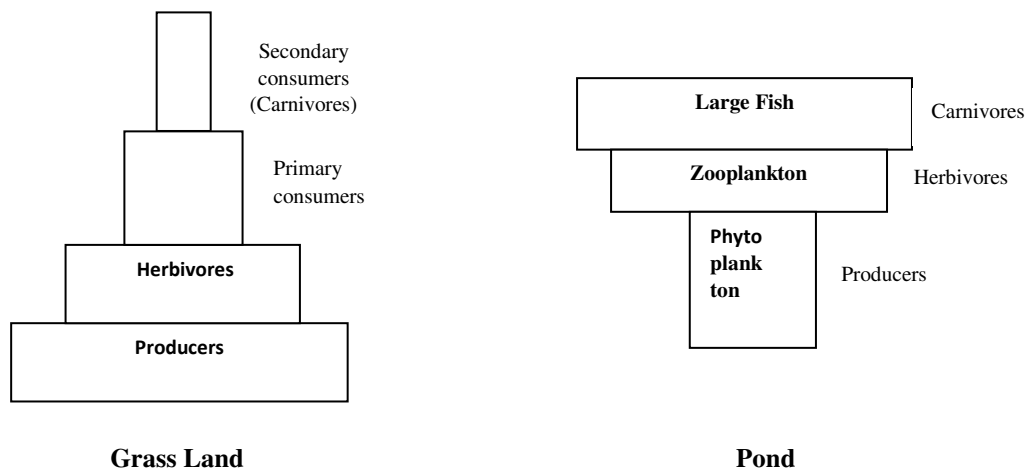 Secondary
consumers
(Carnivores)
Primary
consumers
Herbivores
Producers
Grass Land
Large Fish
Carnivores
Zooplankton
Herbivores
Phyto
plank
ton
Producers
Pond